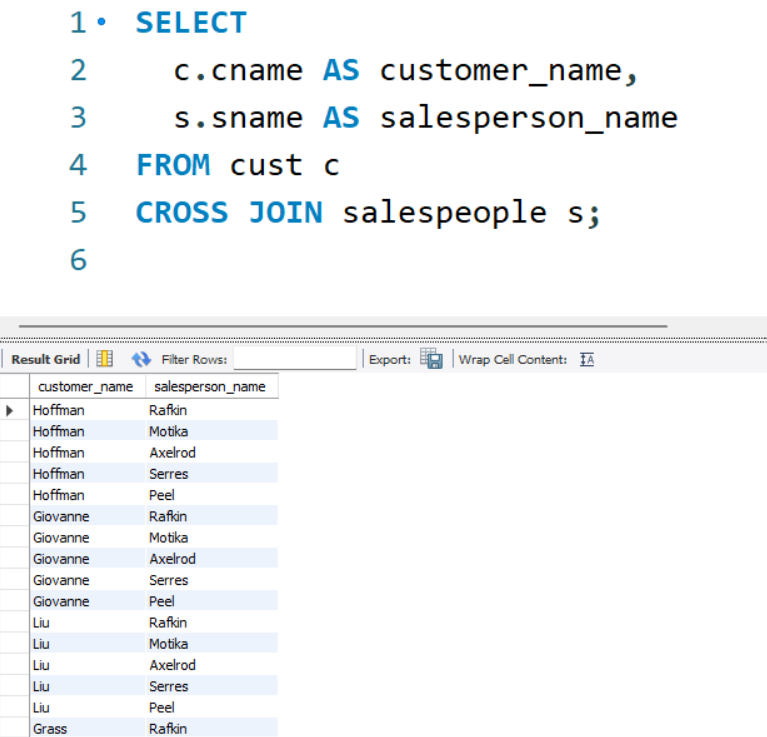 1 SELECT
2 c.cname AS customer_name,
3 s.sname AS salesperson_name
4 FROM cust c
5 CROSS JOIN salespeople s;
6
Result Grid Filter Rows: Export: Wrap Cell Content: IA
customer_name salesperson_name
Hoffman Rafkin
Hoffman Motika
Hoffman Axelrod
Hoffman Serres
Hoffman Peel
Giovanne Rafkin
Giovanne Motika
Giovanne Axelrod
Giovanne Serres
Giovanne Peel
Liu Rafkin
Liu Motika
Liu Axelrod
Liu Serres
Liu Peel
Grass Rafkin